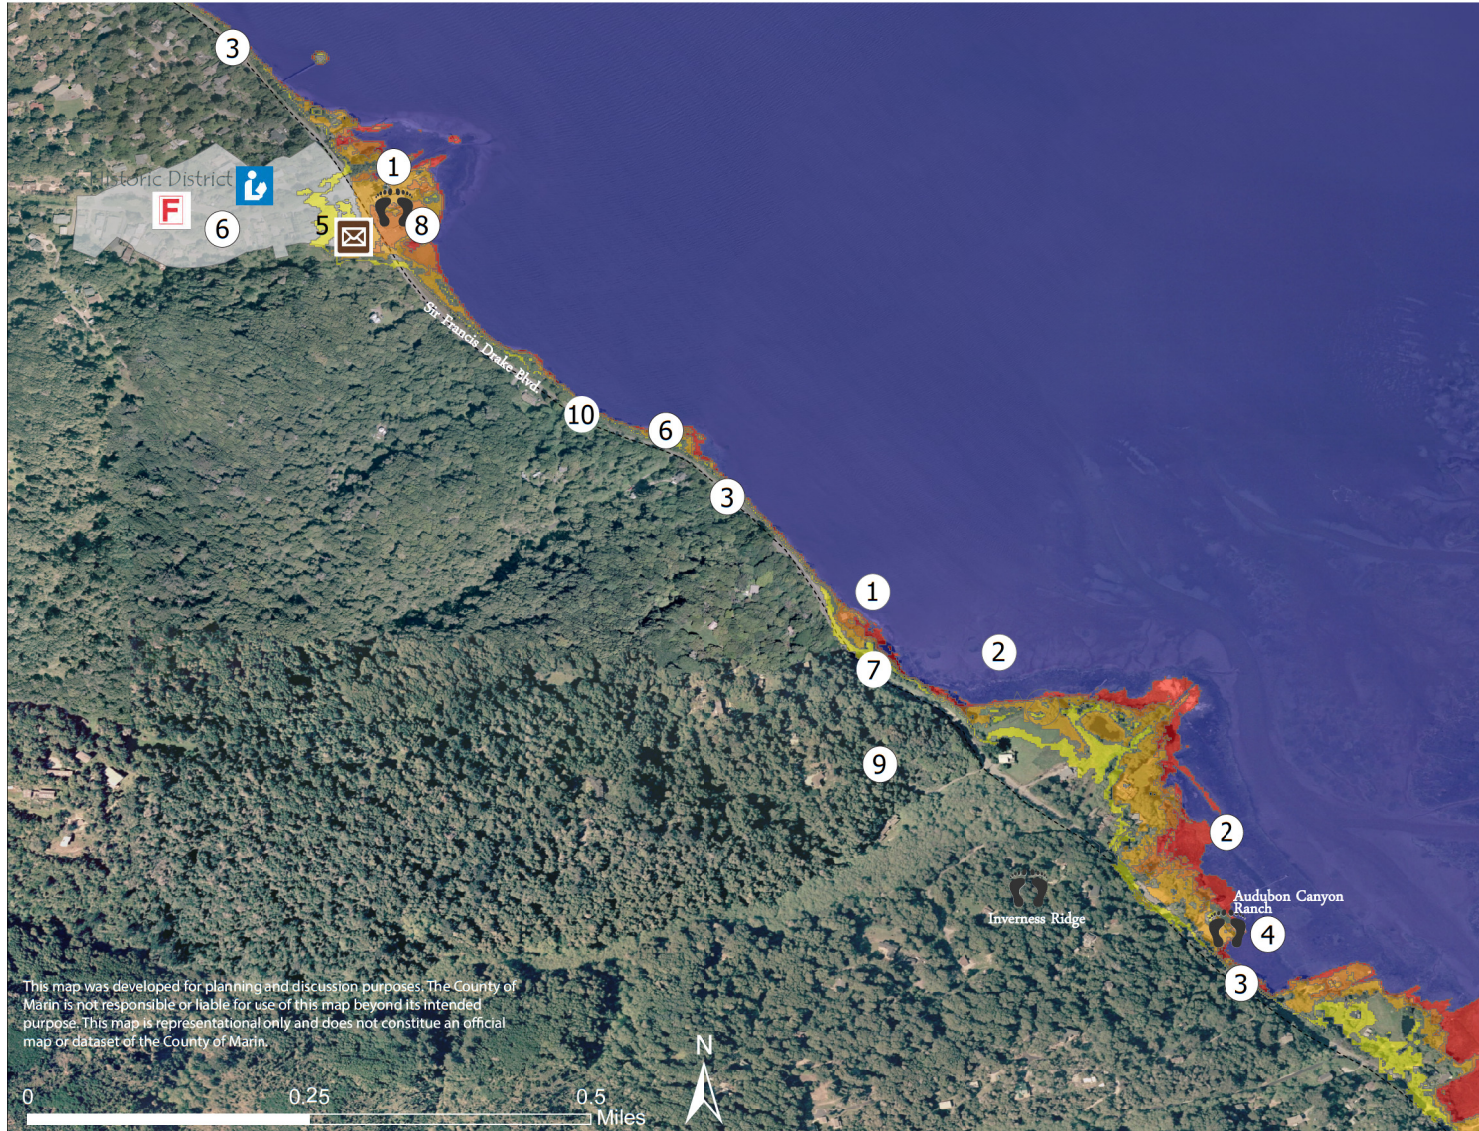 3
1
Historic District
F
6
5
8
Sir Francis Drake Blvd.
10
6
3
1
2
7
9
2
Audubon Canyon
Ranch
Inverness Ridge
4
3
This map was developed for planning and discussion purposes. The County of
Marin is not responsible or liable for use of this map beyond its intended
purpose. This map is representational only and does not constitue an official
map or dataset of the County of Marin.
N
0 0.25 0.5
Miles